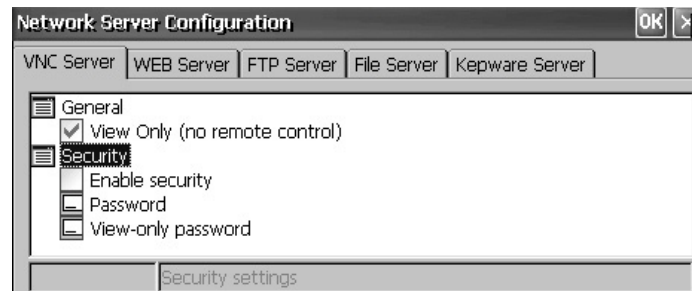 Network Server Configuration OK
VNC Server WEB Server FTP Server File Server Kepware Server
General
View Only (no remote control)
Security
Enable security
Password
View-only password
Security settings